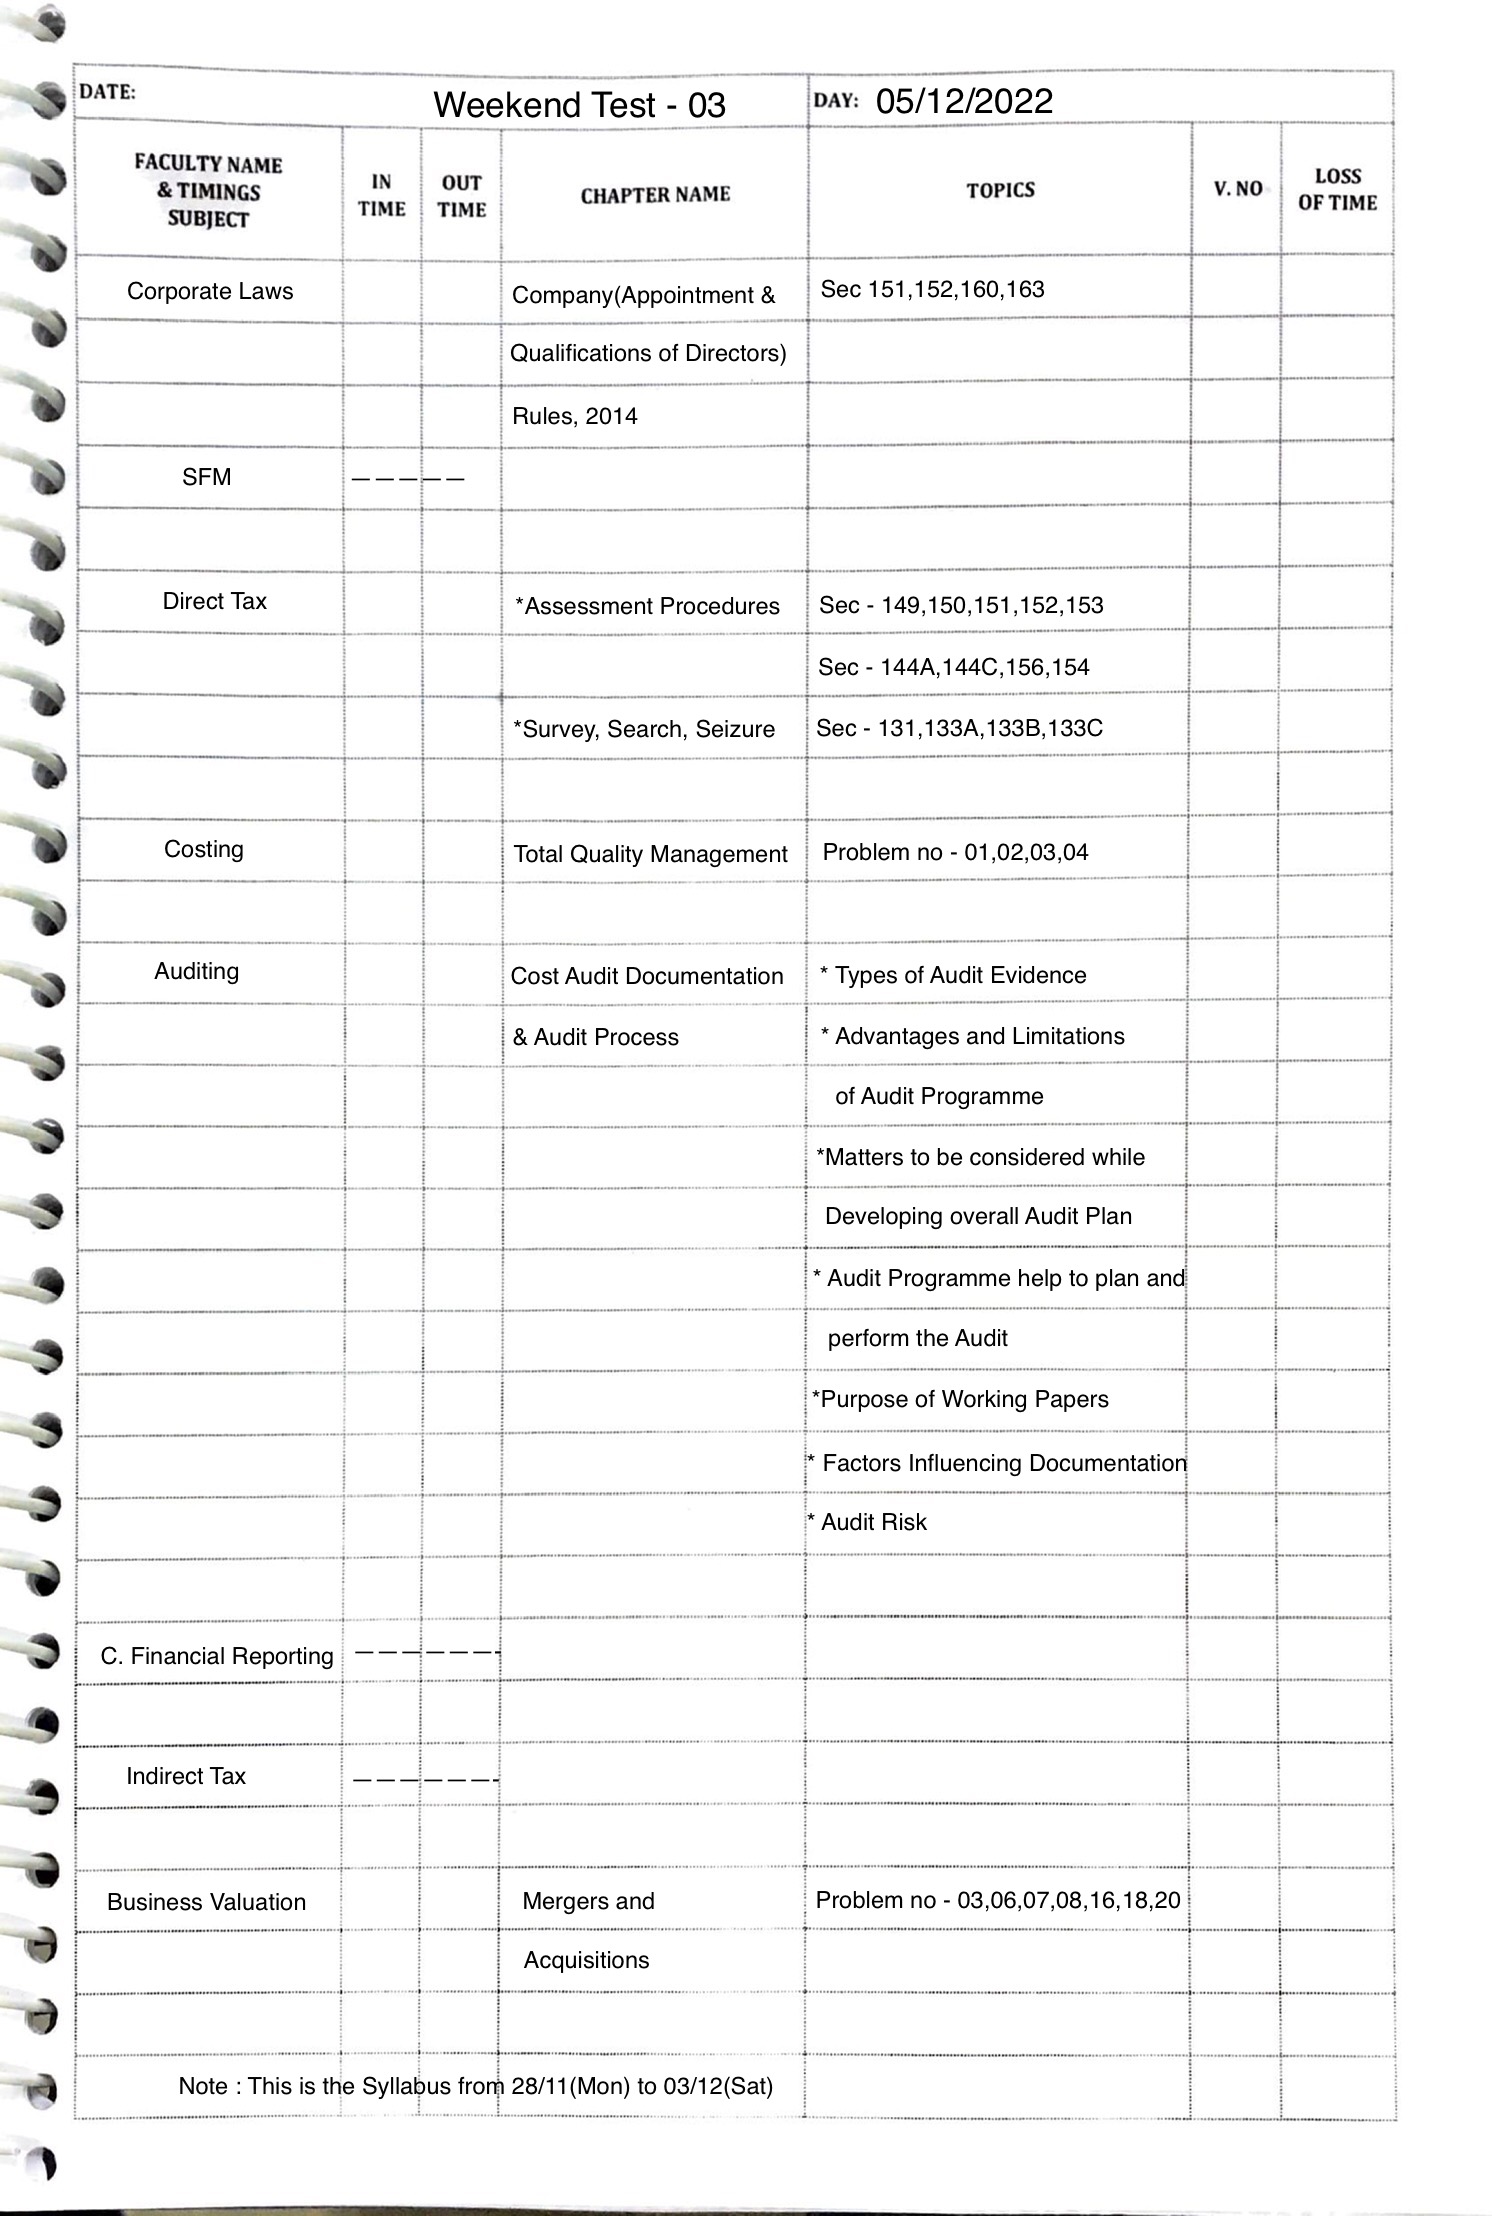 DATE: Weekend Test - 03 DAY: 05/12/2022
FACULTY NAME & TIMINGS SUBJECT IN TIME OUT TIME CHAPTER NAME TOPICS V. NO LOSS OF TIME
Corporate Laws Company(Appointment & Sec 151,152,160,163
Qualifications of Directors)
Rules, 2014
SFM — — — — —
Direct Tax *Assessment Procedures Sec - 149,150,151,152,153
Sec - 144A,144C,156,154
*Survey, Search, Seizure Sec - 131,133A,133B,133C
Costing Total Quality Management Problem no - 01,02,03,04
Auditing Cost Audit Documentation * Types of Audit Evidence
& Audit Process * Advantages and Limitations
of Audit Programme
*Matters to be considered while
Developing overall Audit Plan
* Audit Programme help to plan and
perform the Audit
*Purpose of Working Papers
* Factors Influencing Documentation
* Audit Risk
C. Financial Reporting — — — — — —
Indirect Tax — — — — — —
Business Valuation Mergers and Problem no - 03,06,07,08,16,18,20
Acquisitions
Note : This is the Syllabus from 28/11(Mon) to 03/12(Sat)